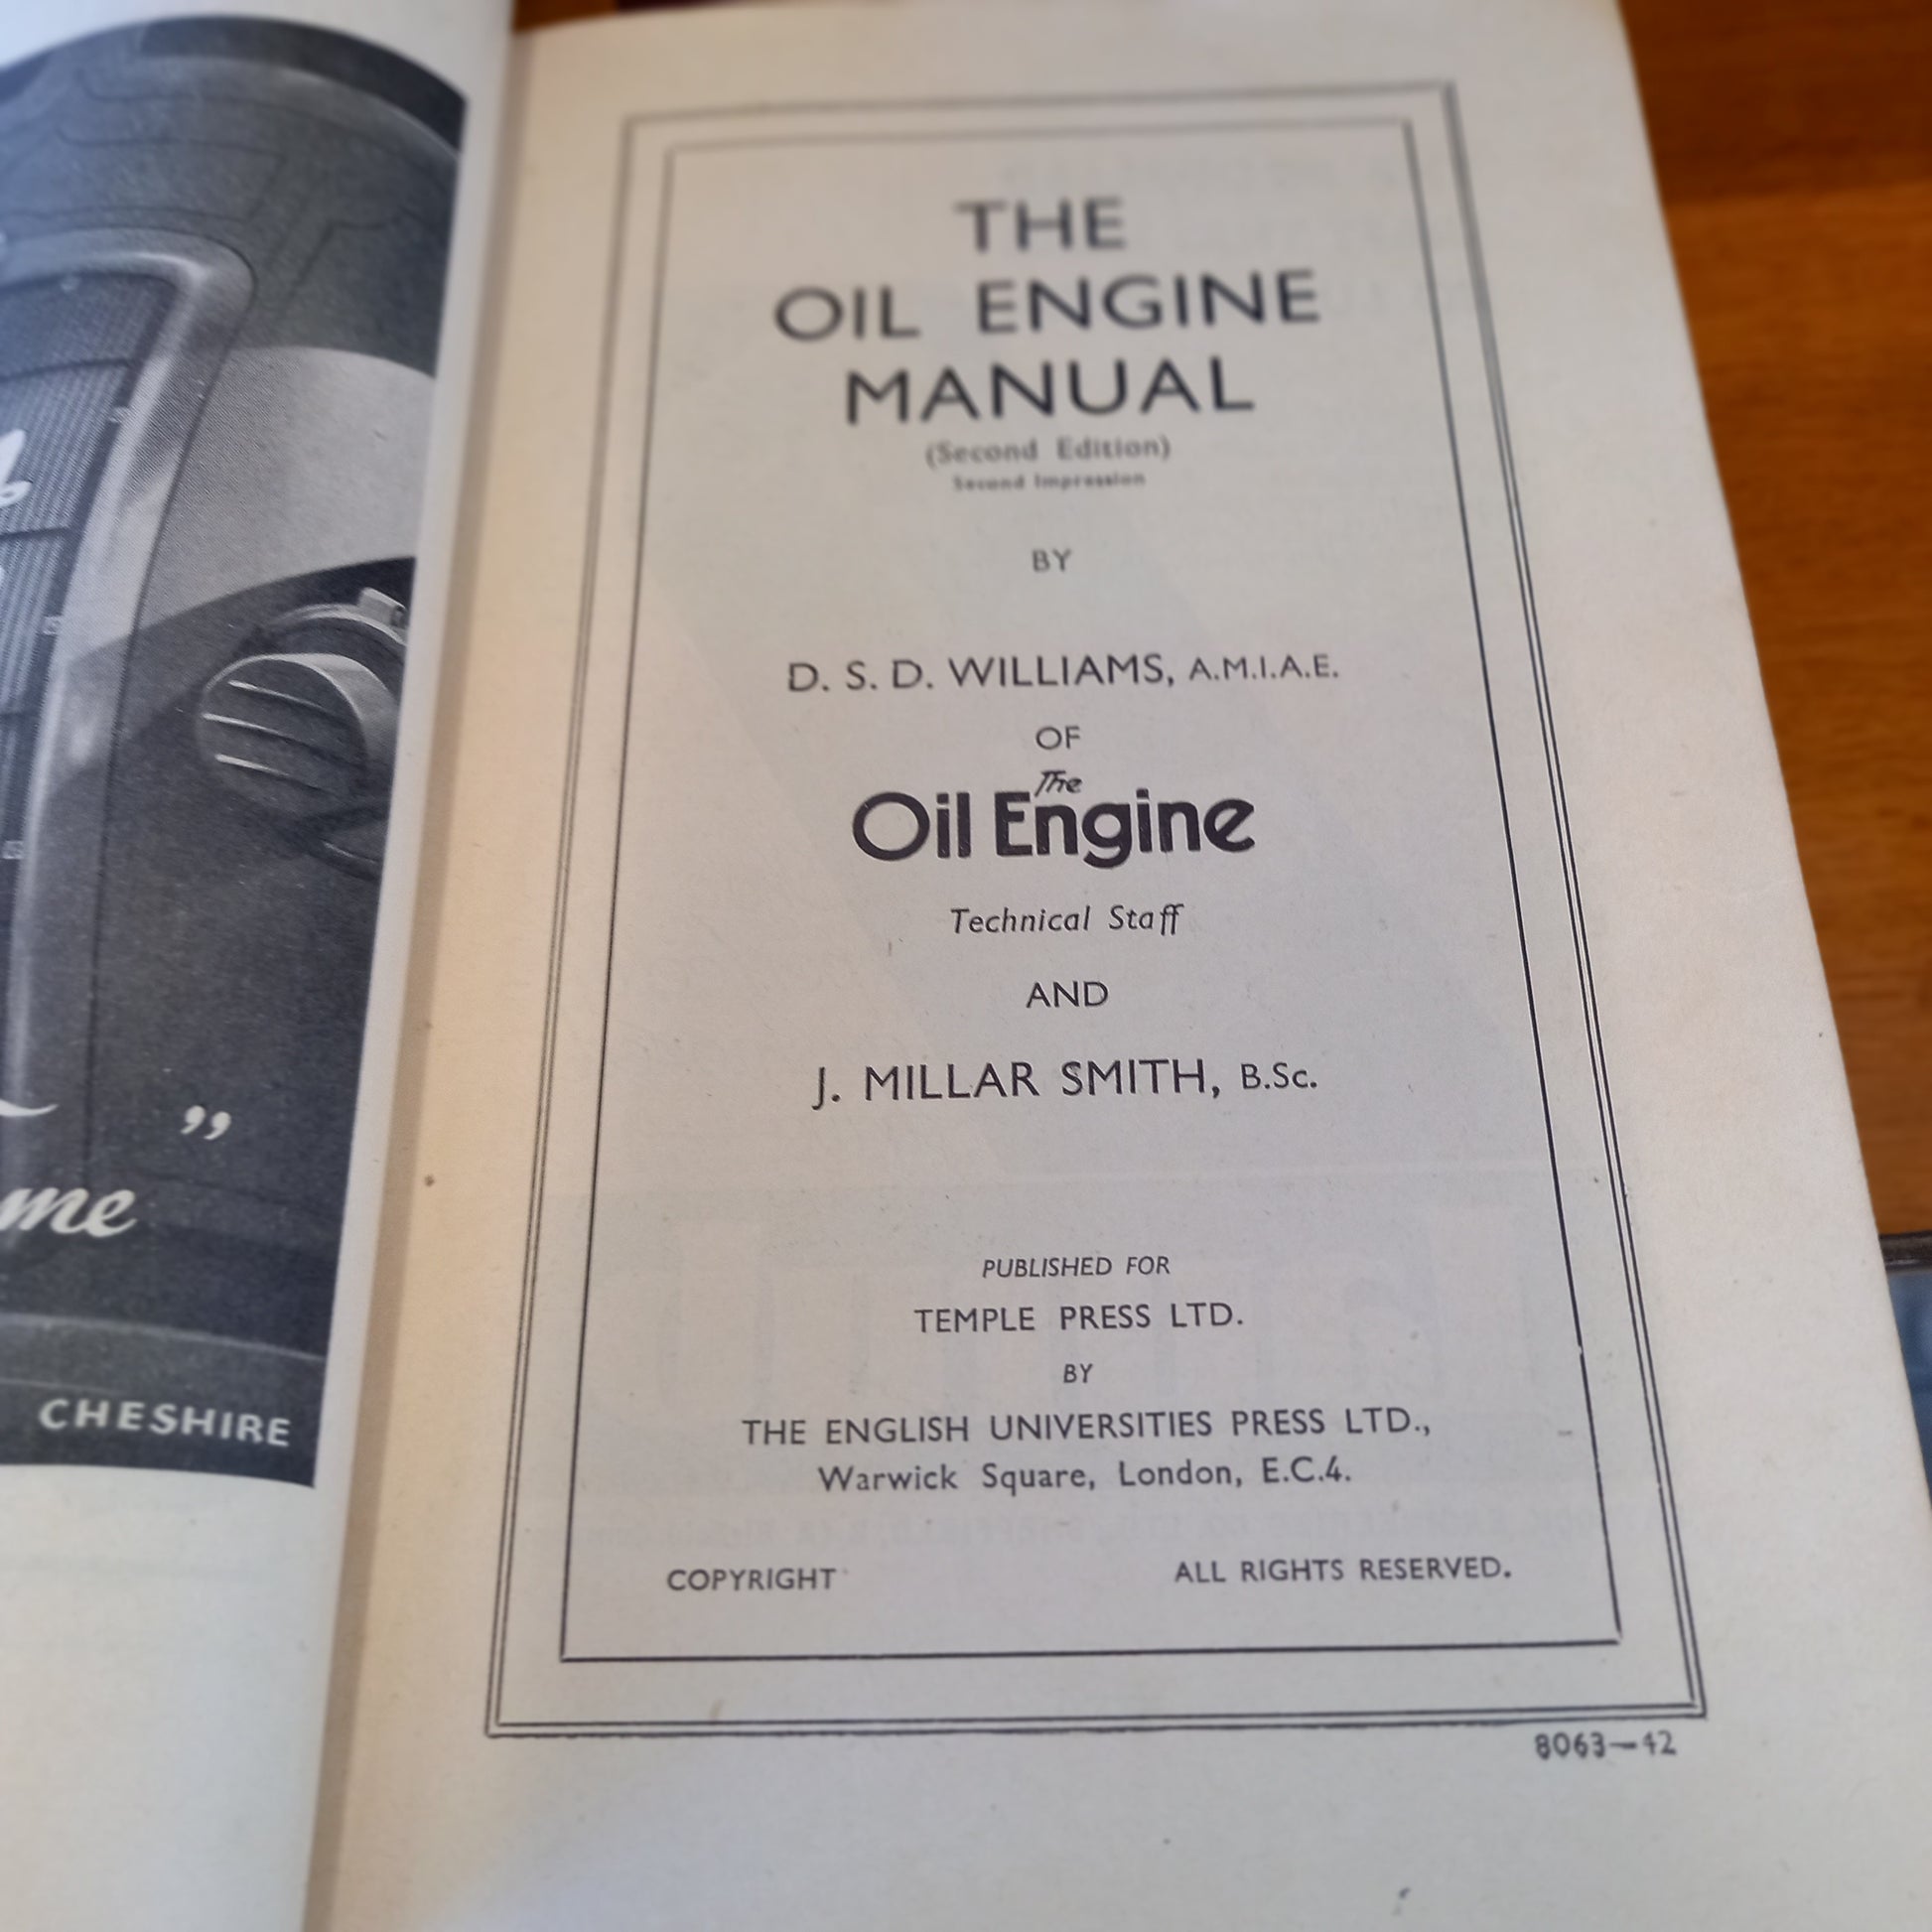 ”
me
CHESHIRE
THE
OIL ENGINE
MANUAL
(Second Edition)
Second Impression
BY
D. S. D. WILLIAMS, A.M.I.A.E.
OF
The
Oil Engine
Technical Staff
AND
J. MILLAR SMITH, B.Sc.
PUBLISHED FOR
TEMPLE PRESS LTD.
BY
THE ENGLISH UNIVERSITIES PRESS LTD.,
Warwick Square, London, E.C.4.
COPYRIGHT
ALL RIGHTS RESERVED.
8063—42